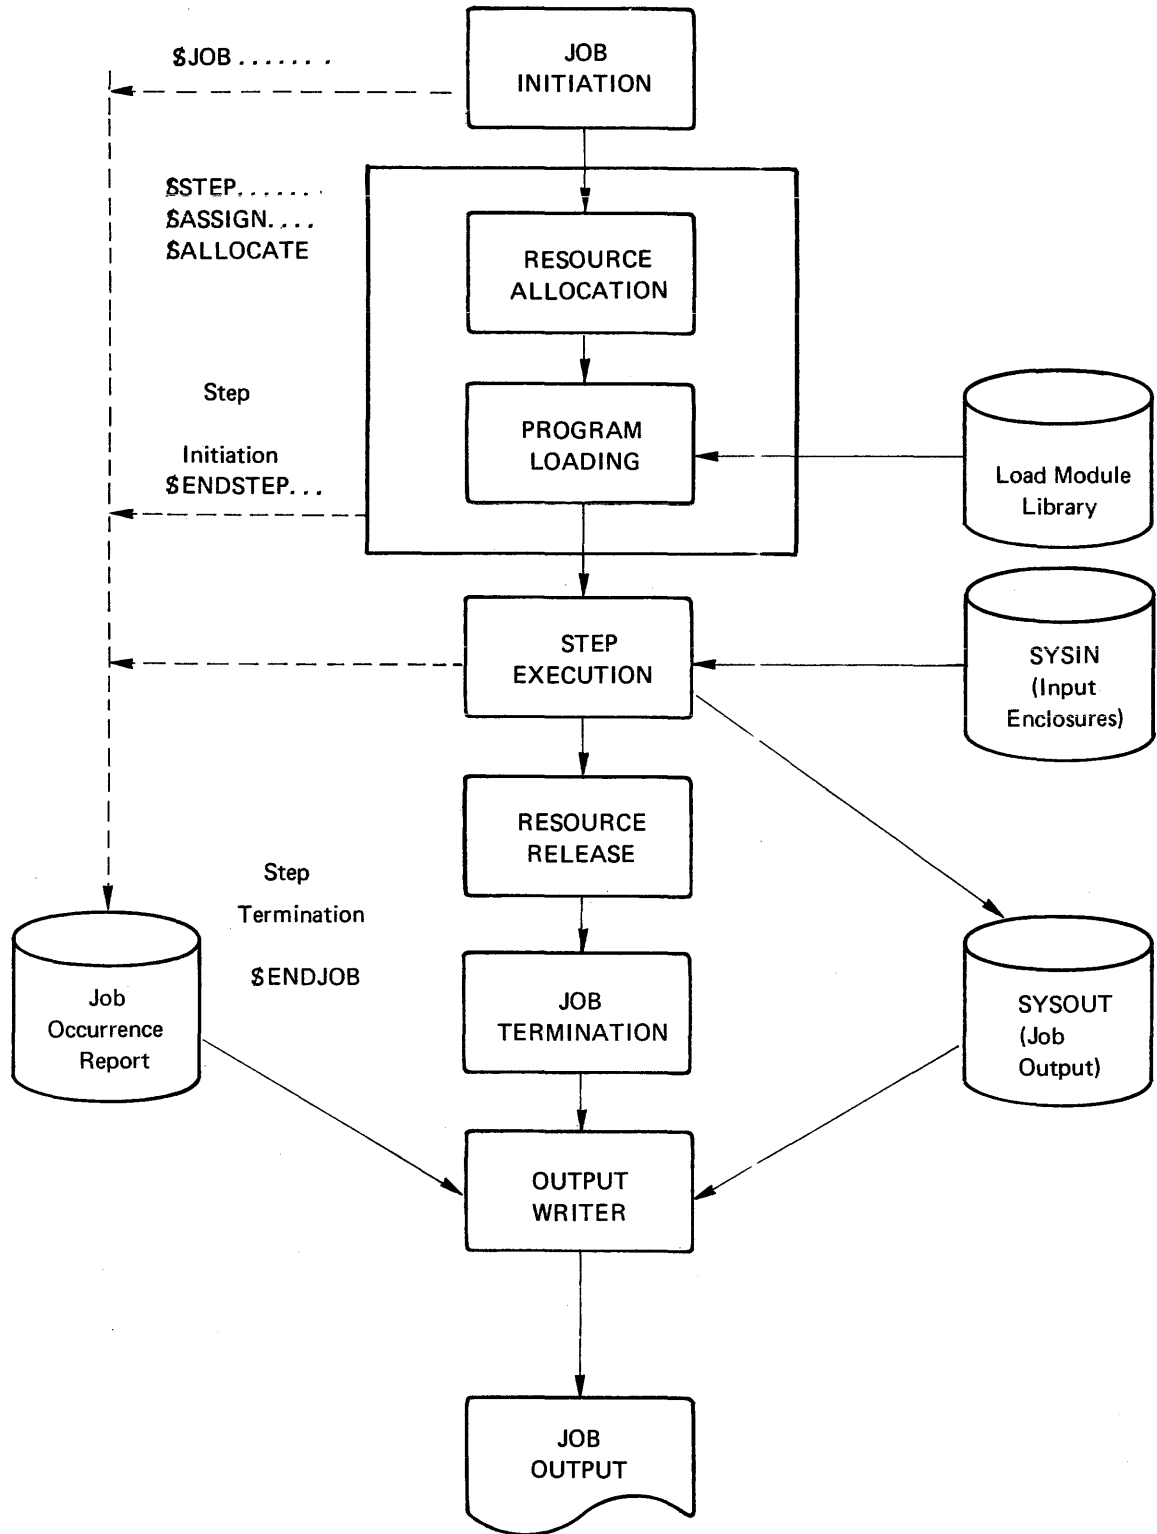 $JOB.......
JOB
INITIATION
$STEP.......
$ASSIGN....
$ALLOCATE
RESOURCE
ALLOCATION
Step
Initiation
$ENDSTEP...
PROGRAM
LOADING
Load Module
Library
STEP
EXECUTION
SYSIN
(Input
Enclosures)
RESOURCE
RELEASE
Step
Termination
$ENDJOB
Job
Occurrence
Report
JOB
TERMINATION
SYSOUT
(Job
Output)
OUTPUT
WRITER
JOB
OUTPUT